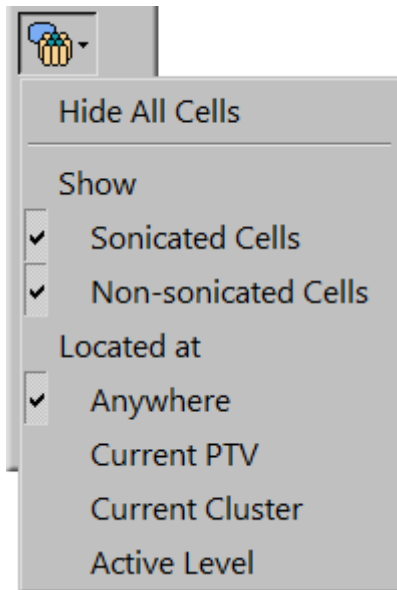 Hide All Cells
Show
Sonicated Cells
Non-sonicated Cells
Located at
Anywhere
Current PTV
Current Cluster
Active Level